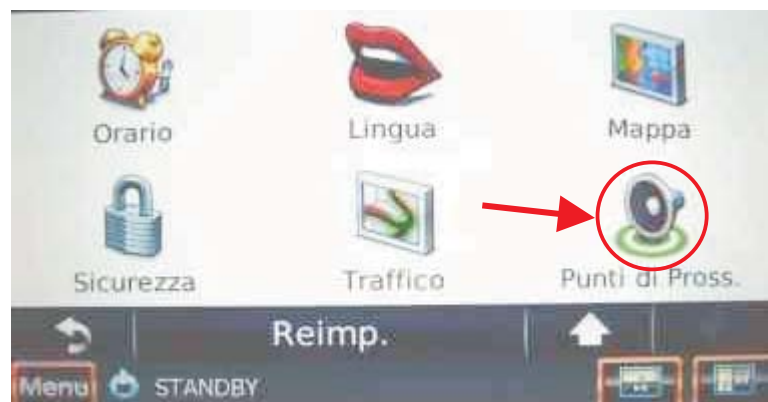 Orario Lingua Mappa
Sicurezza Traffico Punti di Pross.
Reimp.
Menu STANDBY